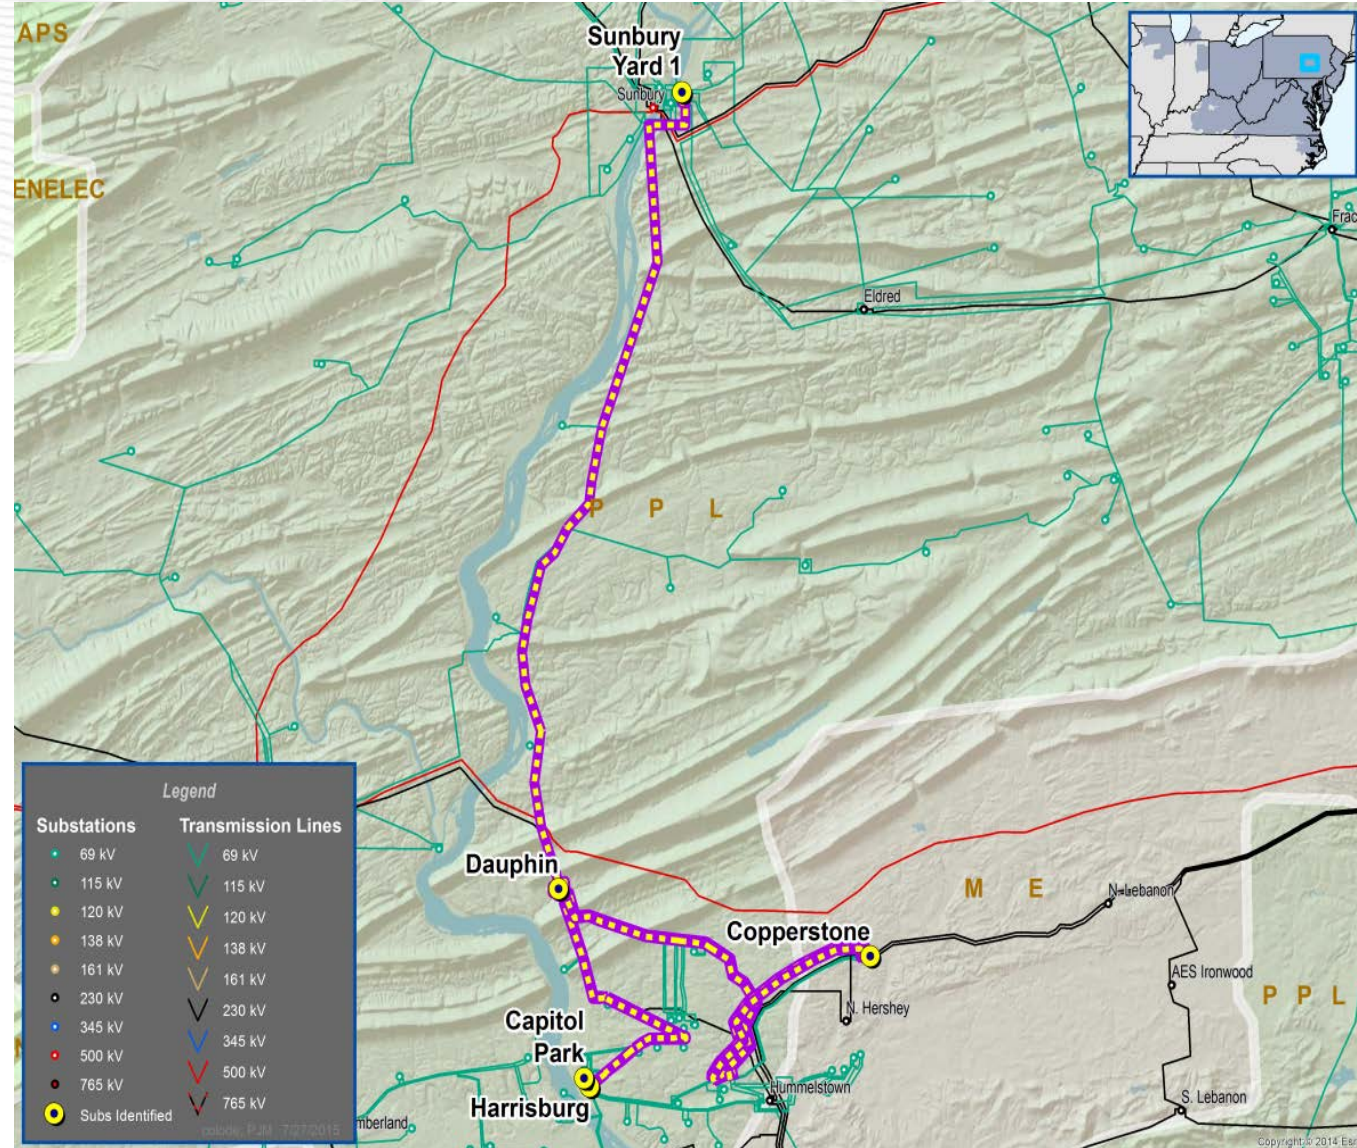 APS
Sunbury
Yard 1
Sunbury
ENELEC
Frac
Eldred
P P L
Dauphin
M E
N. Lebanon
Copperstone
AES Ironwood
P P L
N. Hershey
Capitol
Park
Harrisburg
Hummelstown
S. Lebanon
mberland
Legend
Substations
Transmission Lines
69 kV
69 kV
115 kV
115 kV
120 kV
120 kV
138 kV
138 kV
161 kV
161 kV
230 kV
230 kV
345 kV
345 kV
500 kV
500 kV
765 kV
765 kV
Subs Identified
PJM 7/27/2015
Copyright:© 2014 Esr